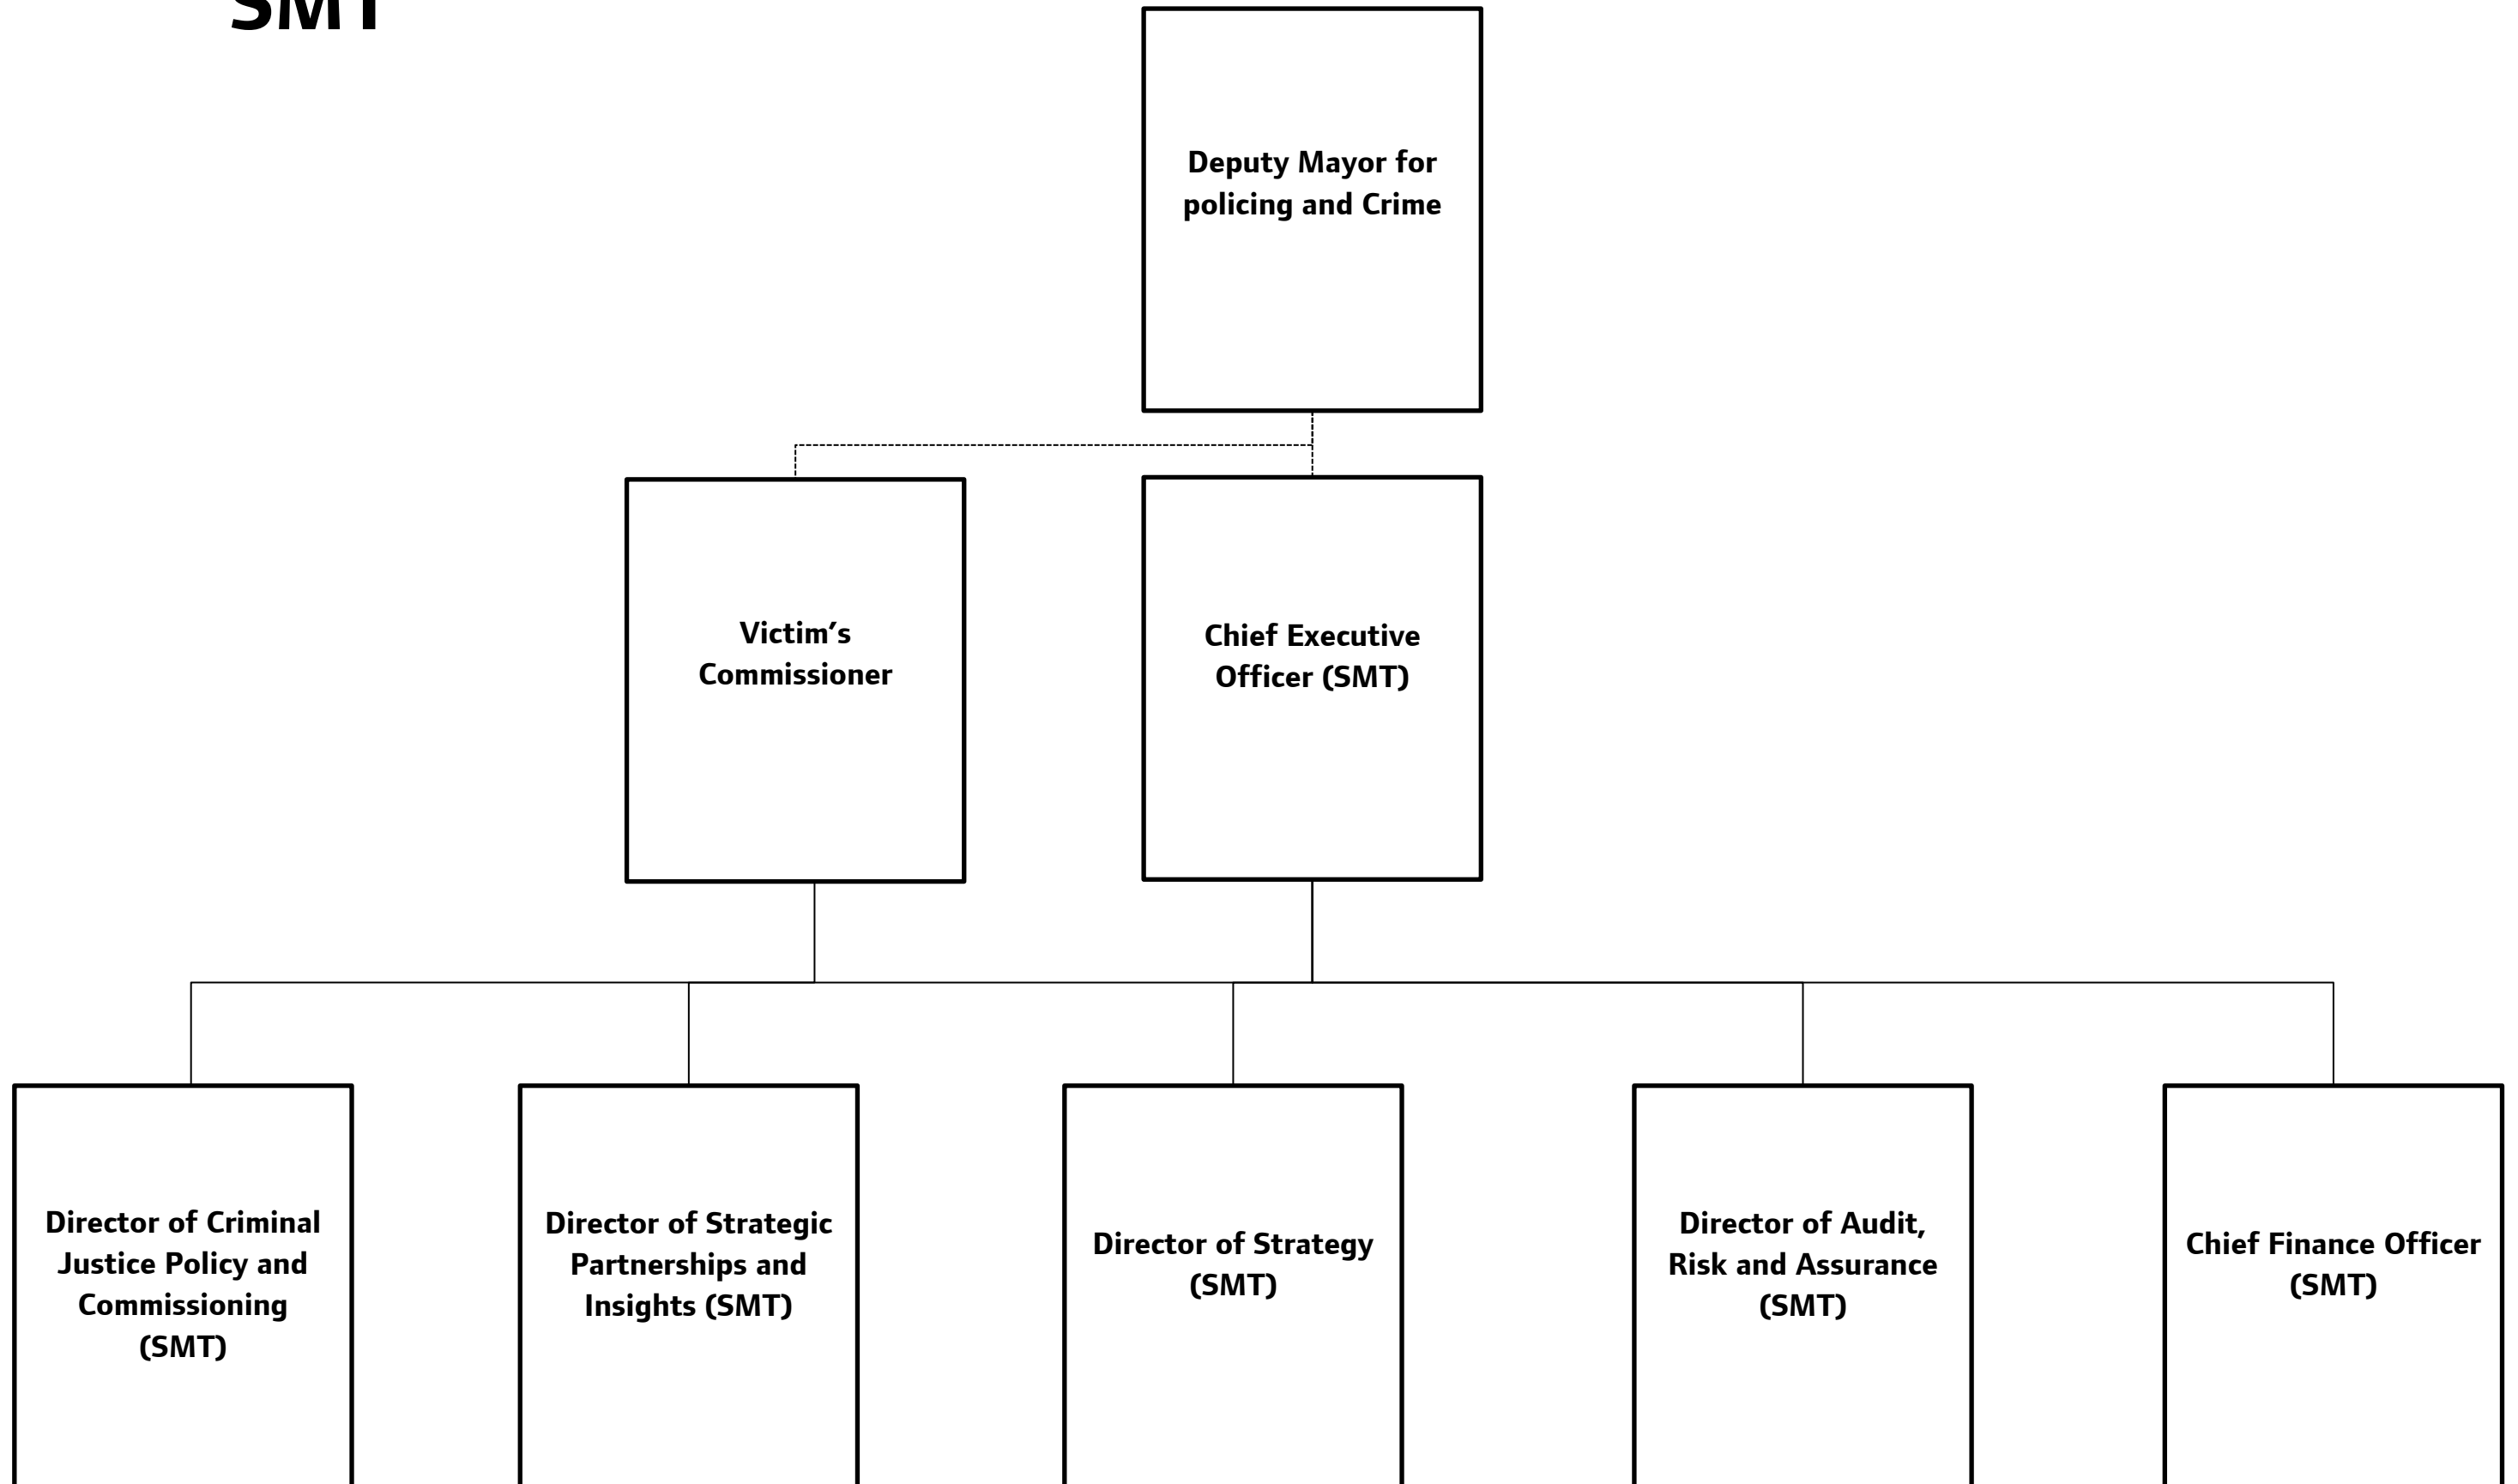 SMT
Deputy Mayor for
policing and Crime
Victim’s
Commissioner
Chief Executive
Officer (SMT)
Director of Criminal
Justice Policy and
Commissioning
(SMT)
Director of Strategic
Partnerships and
Insights (SMT)
Director of Strategy
(SMT)
Director of Audit,
Risk and Assurance
(SMT)
Chief Finance Officer
(SMT)